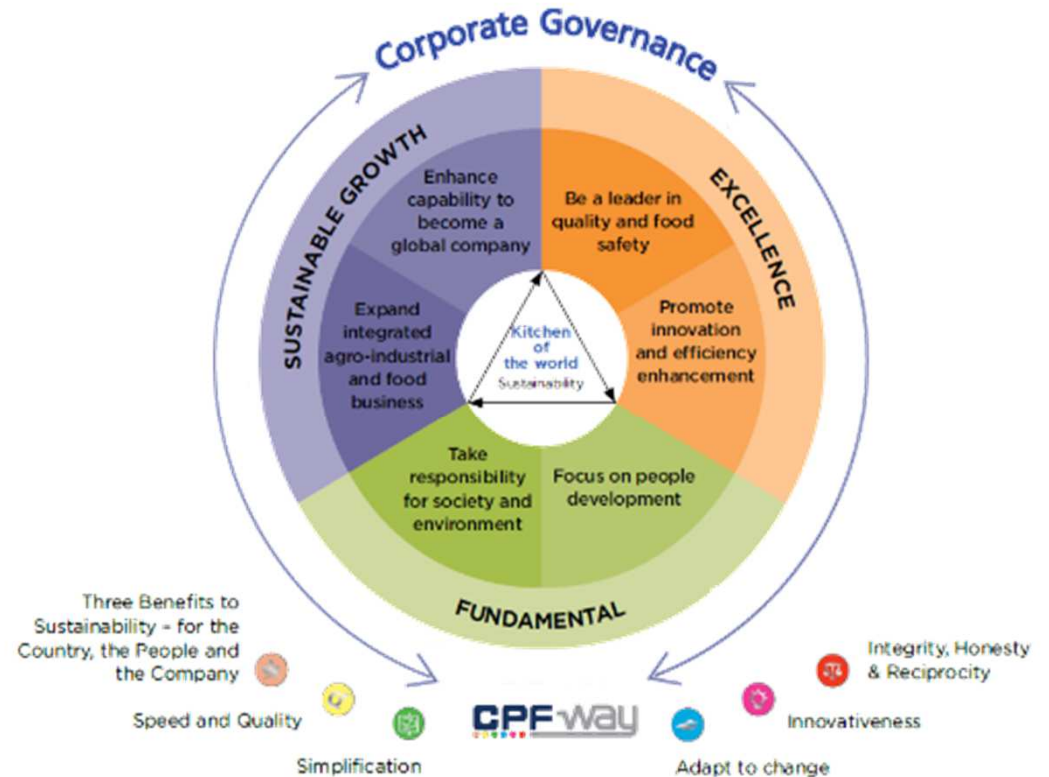 Corporate Governance
SUSTAINABLE GROWTH
EXCELLENCE
FUNDAMENTAL
Enhance
capability to
become a
global company
Be a leader in
quality and food
safety
Expand
integrated
agro-industrial
and food
business
Kitchen
of
the world
Sustainability
Promote
innovation
and efficiency
enhancement
Take
responsibility
for society and
environment
Focus on people
development
Three Benefits to
Sustainability - for the
Country, the People and
the Company
Speed and Quality
Simplification
CPF way
Integrity, Honesty
& Reciprocity
Innovativeness
Adapt to change